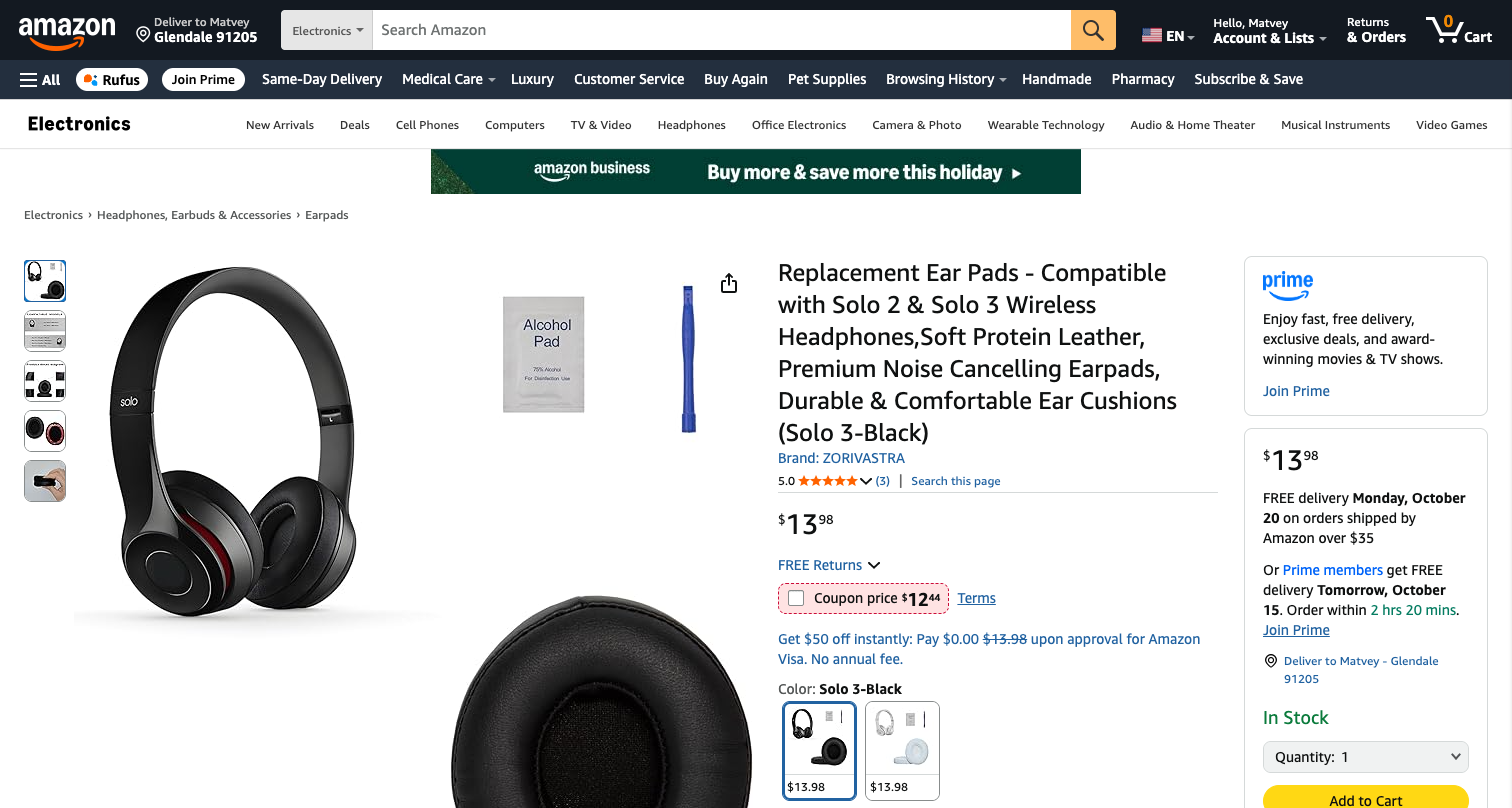 amazon
Deliver to Matvey
Glendale 91205
Electronics
Search Amazon
EN
Hello, Matvey
Account & Lists
Returns
& Orders
0
Cart
All
Rufus
Join Prime
Same-Day Delivery
Medical Care
Luxury
Customer Service
Buy Again
Pet Supplies
Browsing History
Handmade
Pharmacy
Subscribe & Save
Electronics
New Arrivals
Deals
Cell Phones
Computers
TV & Video
Headphones
Office Electronics
Camera & Photo
Wearable Technology
Audio & Home Theater
Musical Instruments
Video Games
amazon business
Buy more & save more this holiday
Electronics › Headphones, Earbuds & Accessories › Earpads
solo
Alcohol
Pad
75% Alcohol
For Disinfection Use
Replacement Ear Pads - Compatible
with Solo 2 & Solo 3 Wireless
Headphones,Soft Protein Leather,
Premium Noise Cancelling Earpads,
Durable & Comfortable Ear Cushions
(Solo 3-Black)
Brand: ZORIVASTRA
5.0 (3) | Search this page
$13.98
FREE Returns
Coupon price $12.44 Terms
Get $50 off instantly: Pay $0.00 $13.98 upon approval for Amazon
Visa. No annual fee.
Color: Solo 3-Black
$13.98
$13.98
prime
Enjoy fast, free delivery,
exclusive deals, and award-
winning movies & TV shows.
Join Prime
$13.98
FREE delivery Monday, October
20 on orders shipped by
Amazon over $35
Or Prime members get FREE
delivery Tomorrow, October
15. Order within 2 hrs 20 mins.
Join Prime
Deliver to Matvey - Glendale
91205
In Stock
Quantity: 1
Add to Cart